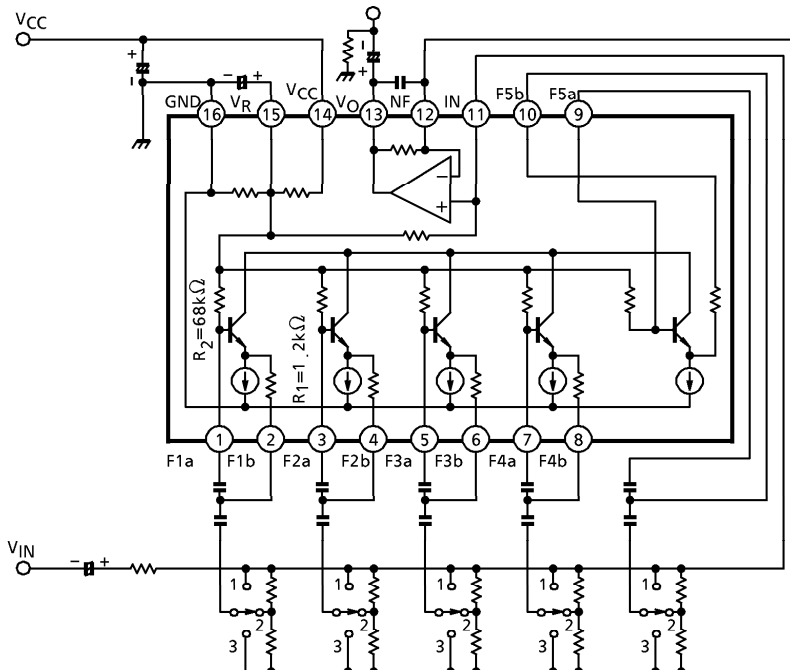 VCC
GND
VR
VCC
VO
NF
IN
F5b
F5a
16
15
14
13
12
11
10
9
R2=68kΩ
R1=1.2kΩ
1
2
3
4
5
6
7
8
F1a
F1b
F2a
F2b
F3a
F3b
F4a
F4b
VIN
1
1
1
1
1
2
2
2
2
2
3
3
3
3
3